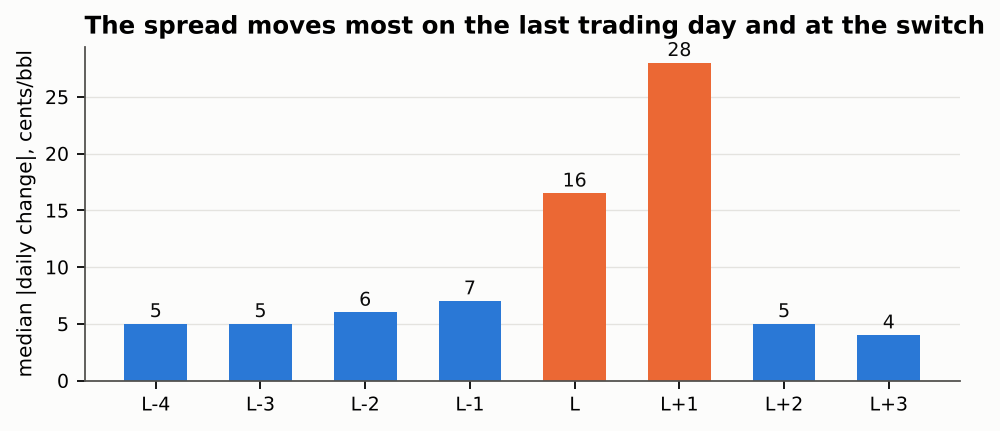 The spread moves most on the last trading day and at the switch
median |daily change|, cents/bbl
25
20
15
10
5
0
5
5
6
7
16
28
5
4
L-4
L-3
L-2
L-1
L
L+1
L+2
L+3